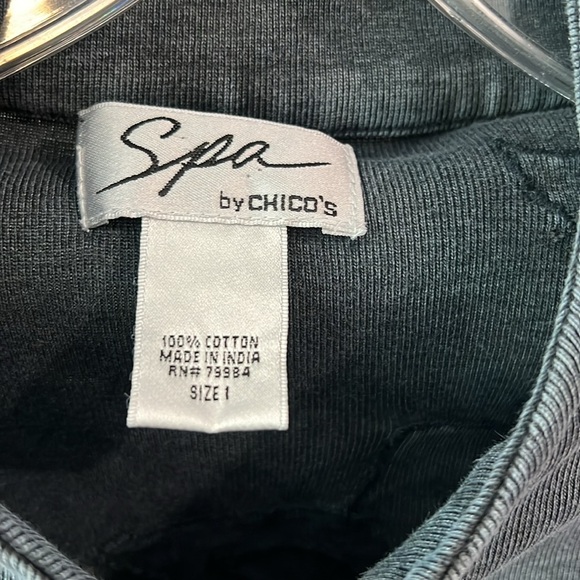 Spa
by CHICO'S
100% COTTON
MADE IN INDIA
RN# 79984
SIZE 1